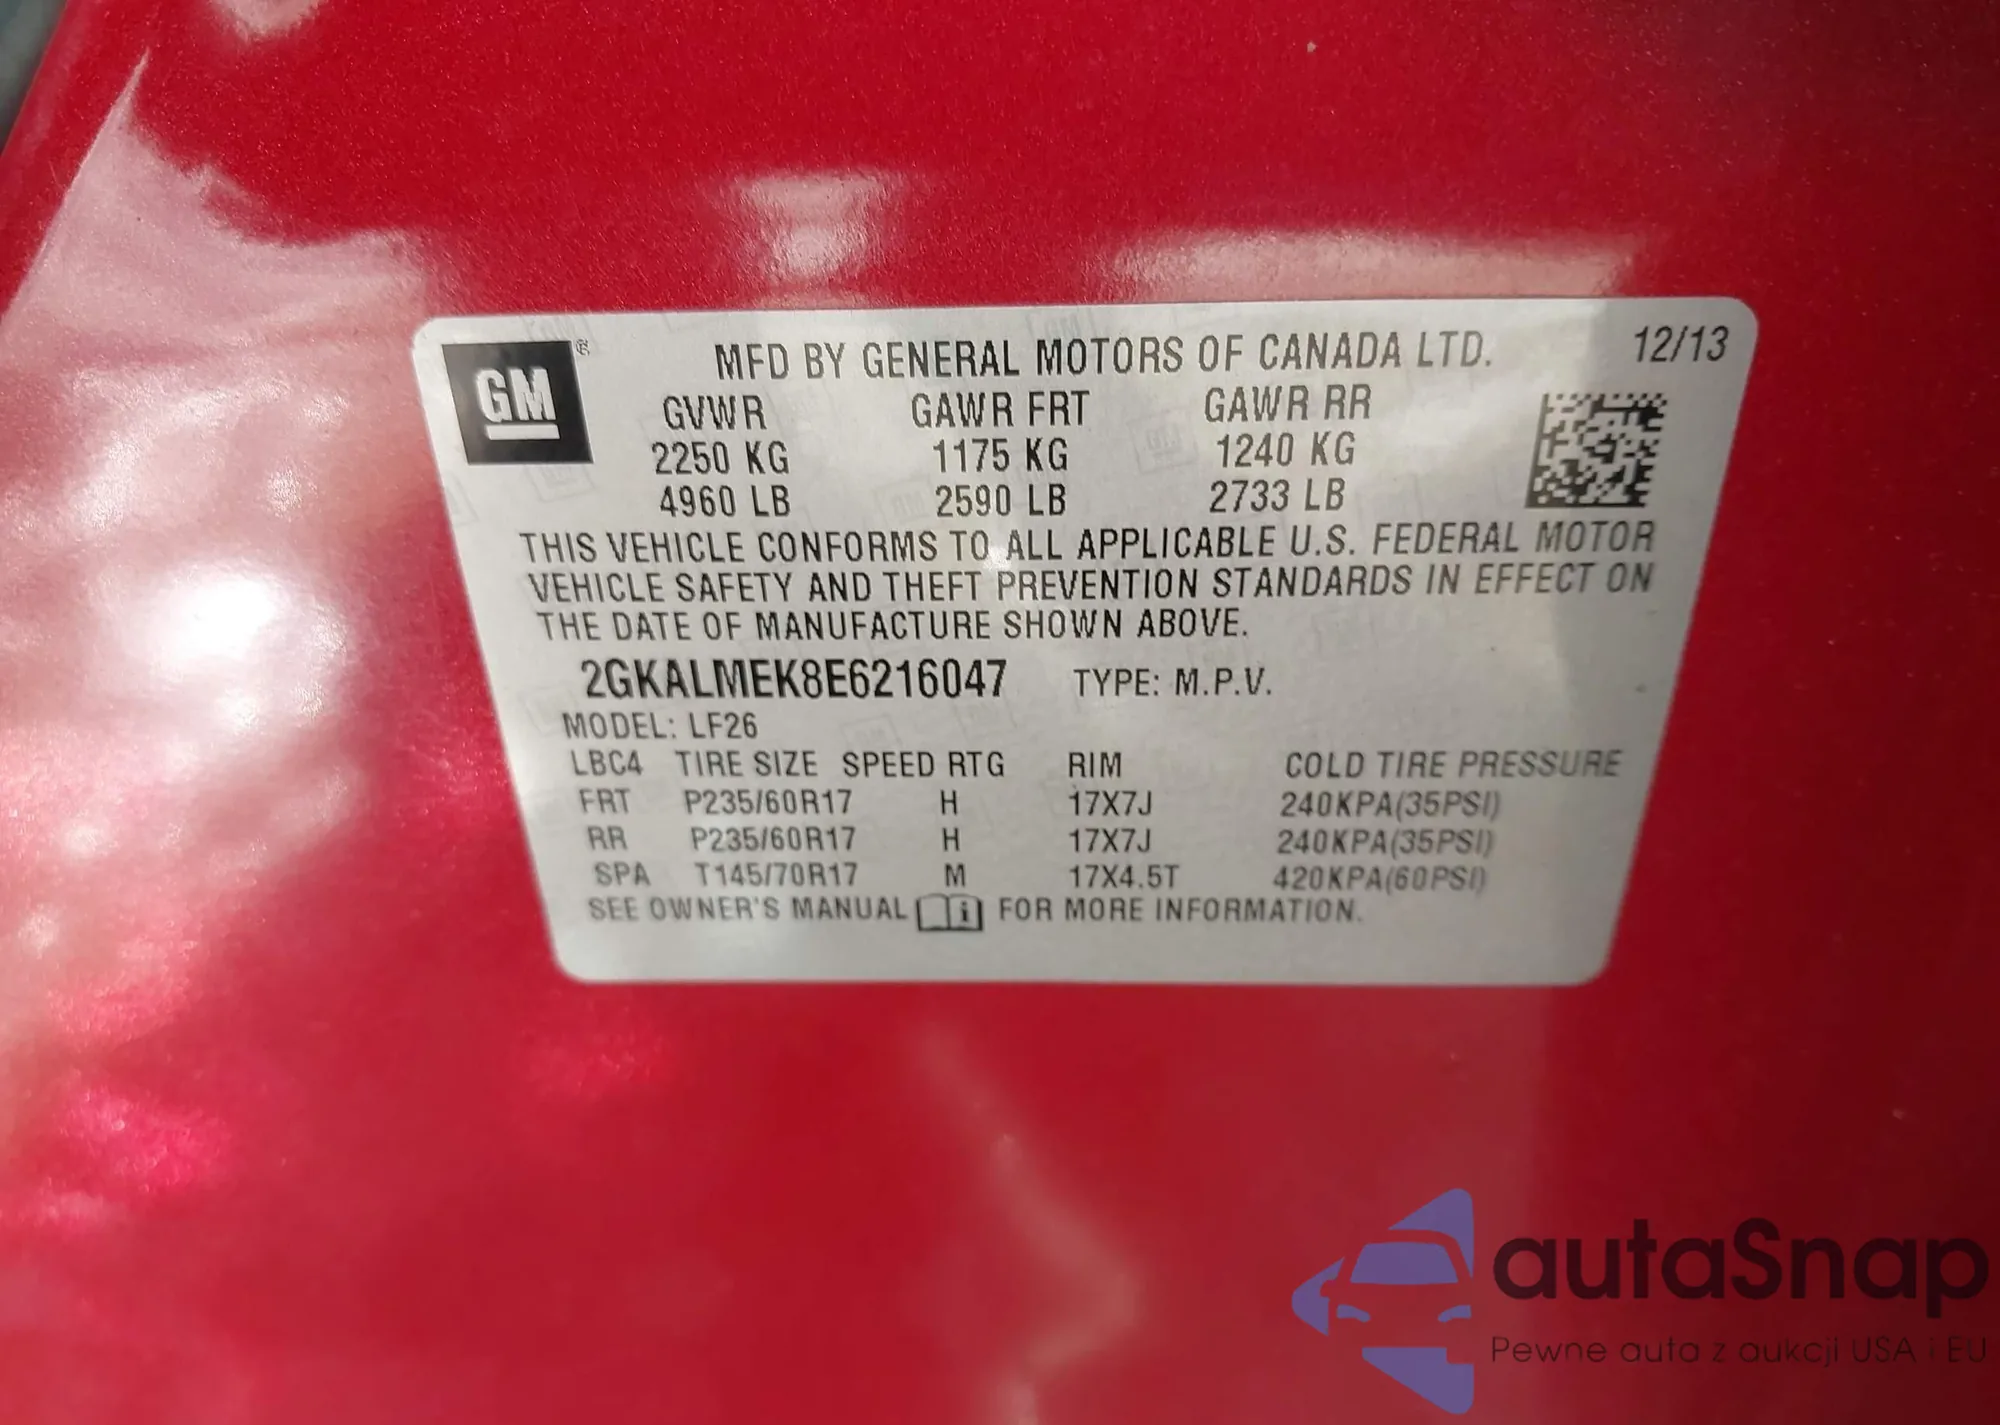 GM ®
MFD BY GENERAL MOTORS OF CANADA LTD. 12/13
GVWR GAWR FRT GAWR RR
2250 KG 1175 KG 1240 KG
4960 LB 2590 LB 2733 LB
THIS VEHICLE CONFORMS TO ALL APPLICABLE U.S. FEDERAL MOTOR
VEHICLE SAFETY AND THEFT PREVENTION STANDARDS IN EFFECT ON
THE DATE OF MANUFACTURE SHOWN ABOVE.
2GKALMEK8E6216047 TYPE: M.P.V.
MODEL: LF26
LBC4 TIRE SIZE SPEED RTG RIM COLD TIRE PRESSURE
FRT P235/60R17 H 17X7J 240KPA(35PSI)
RR P235/60R17 H 17X7J 240KPA(35PSI)
SPA T145/70R17 M 17X4.5T 420KPA(60PSI)
SEE OWNER'S MANUAL i FOR MORE INFORMATION.
autaSnap
Pewne auta z aukcji USA i EU